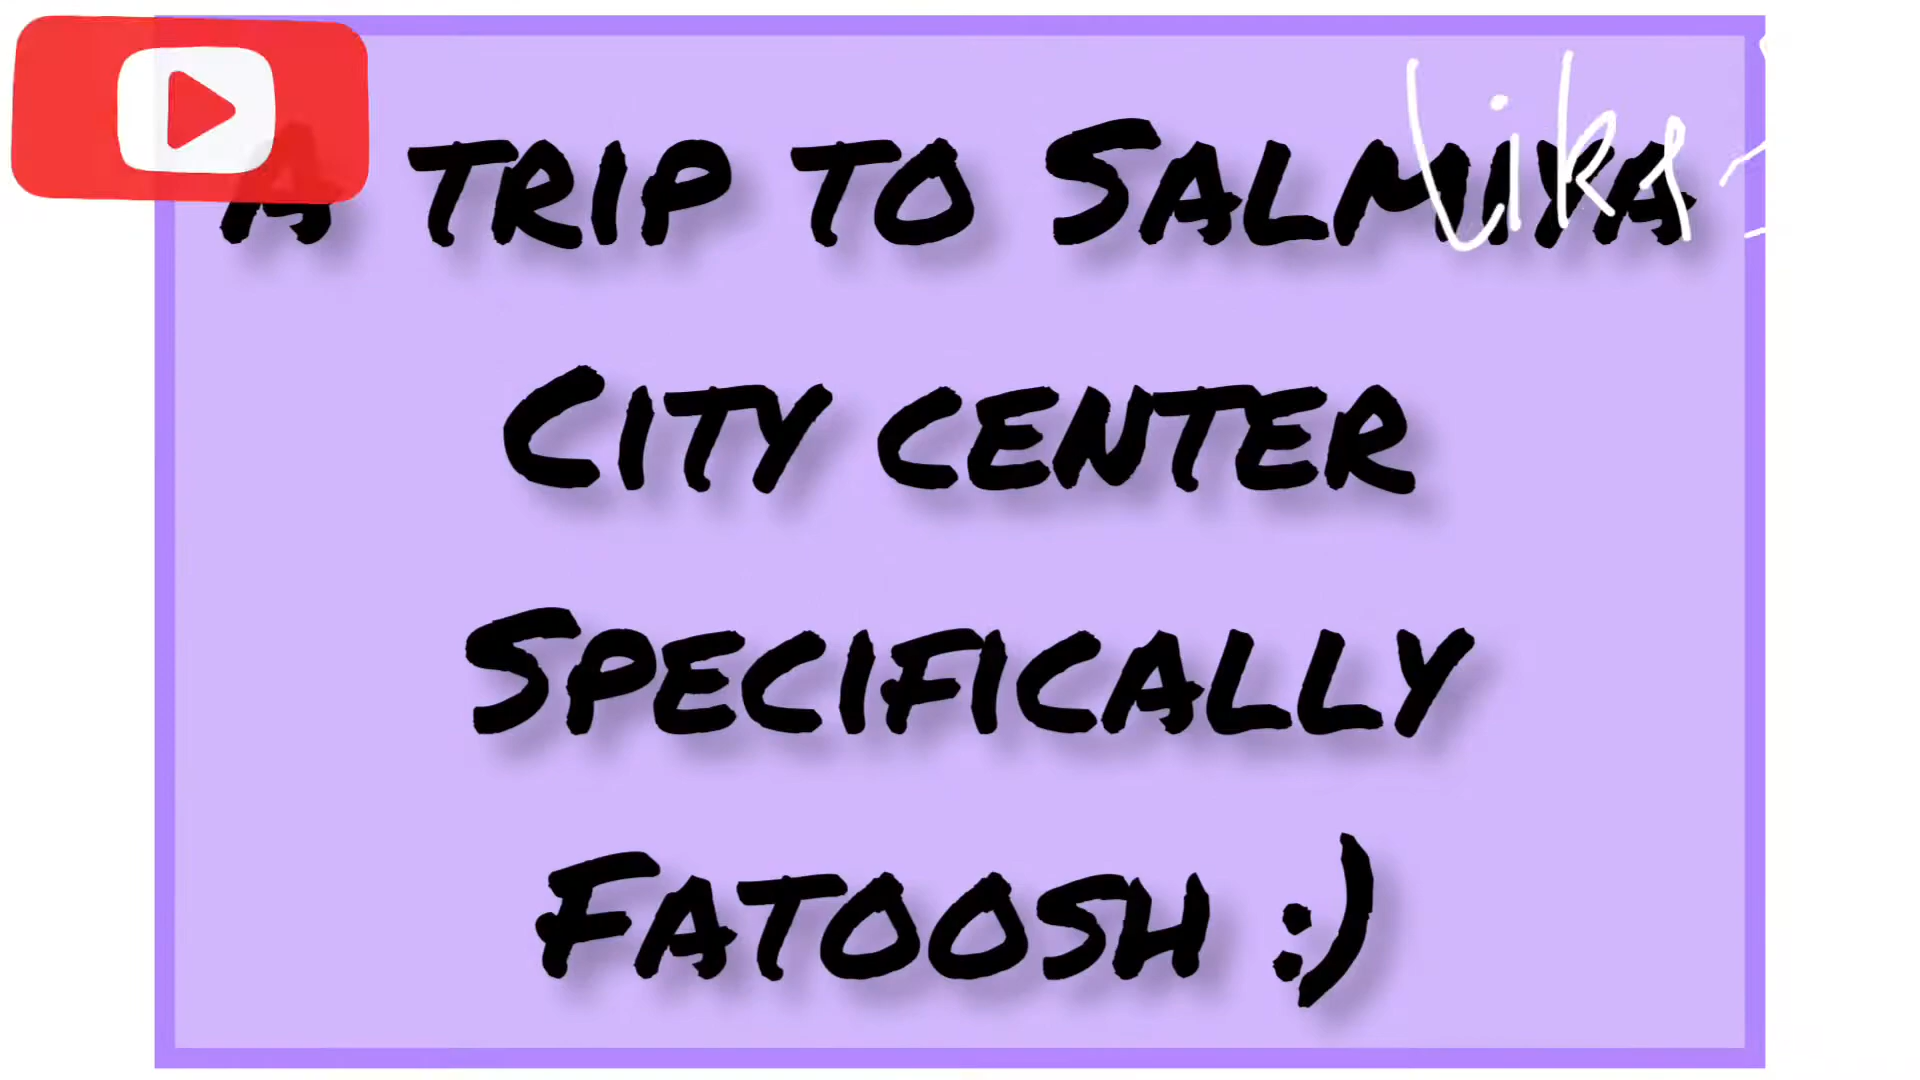 A trip to Salmiya
City center
Specifically
Fatoosh :)